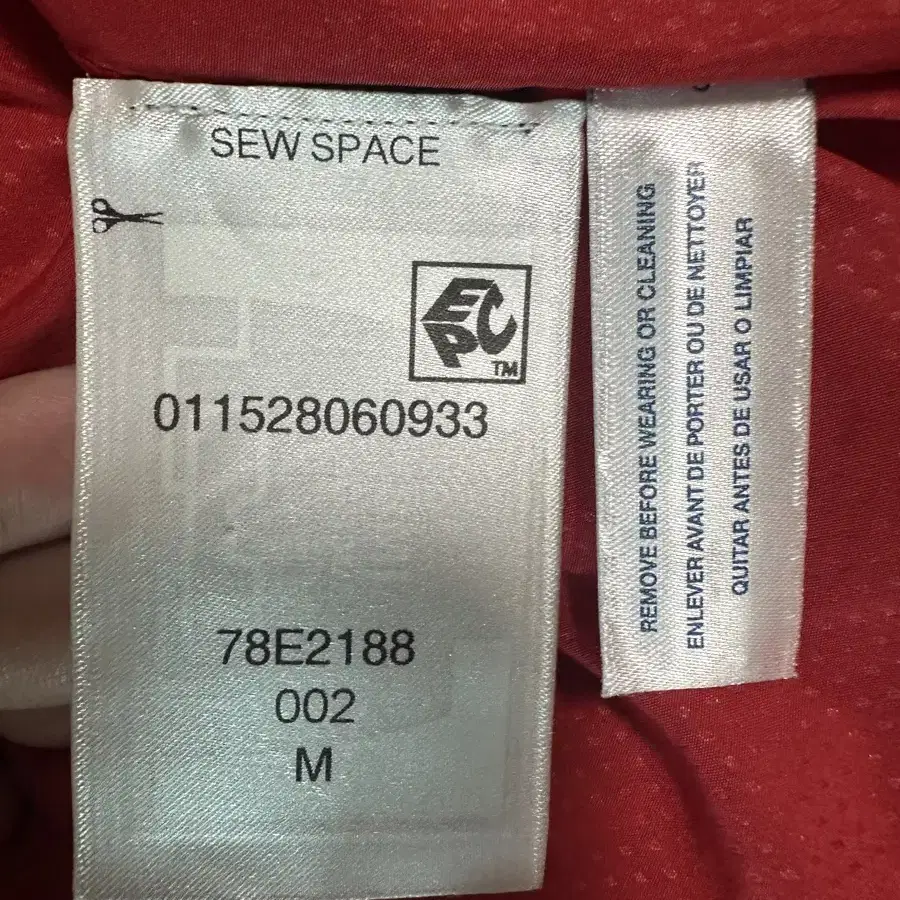 SEW SPACE
EPC
TM
011528060933
78E2188
002
M
REMOVE BEFORE WEARING OR CLEANING
ENLEVER AVANT DE PORTER OU DE NETTOYER
QUITAR ANTES DE USAR O LIMPIAR